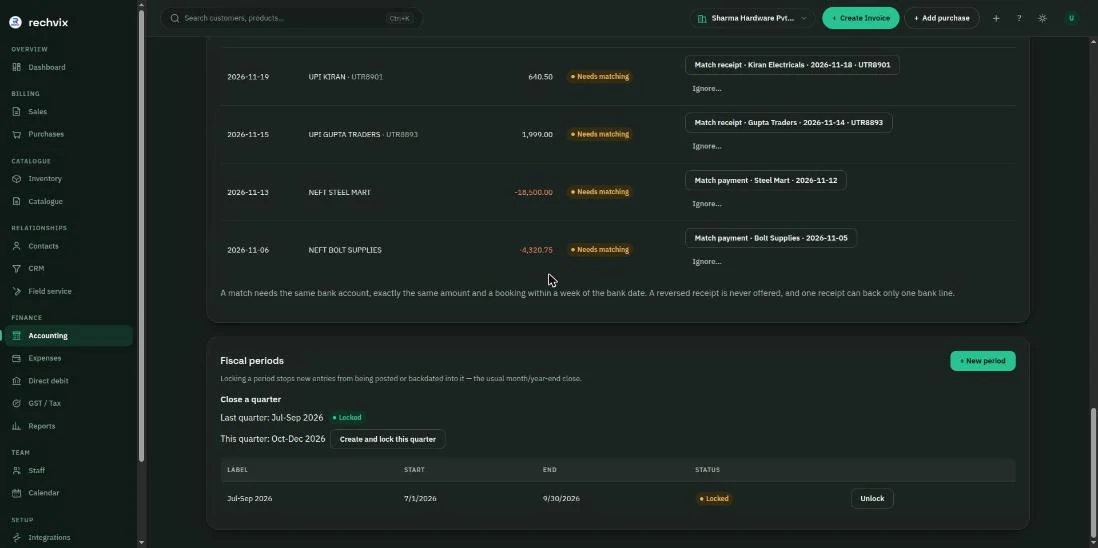 rechvix
Search customers, products...
Ctrl+K
Sharma Hardware Pvt...
+ Create Invoice
+ Add purchase
?
U
OVERVIEW
Dashboard
BILLING
Sales
Purchases
CATALOGUE
Inventory
Catalogue
RELATIONSHIPS
Contacts
CRM
Field service
FINANCE
Accounting
Expenses
Direct debit
GST / Tax
Reports
TEAM
Staff
Calendar
SETUP
Integrations
2026-11-19 UPI KIRAN · UTR8901 640.50 Needs matching Match receipt · Kiran Electricals · 2026-11-18 · UTR8901
Ignore...
2026-11-15 UPI GUPTA TRADERS · UTR8893 1,999.00 Needs matching Match receipt · Gupta Traders · 2026-11-14 · UTR8893
Ignore...
2026-11-13 NEFT STEEL MART -18,500.00 Needs matching Match payment · Steel Mart · 2026-11-12
Ignore...
2026-11-06 NEFT BOLT SUPPLIES -4,320.75 Needs matching Match payment · Bolt Supplies · 2026-11-05
Ignore...
A match needs the same bank account, exactly the same amount and a booking within a week of the bank date. A reversed receipt is never offered, and one receipt can back only one bank line.
Fiscal periods
+ New period
Locking a period stops new entries from being posted or backdated into it — the usual month/year-end close.
Close a quarter
Last quarter: Jul-Sep 2026 Locked
This quarter: Oct-Dec 2026 Create and lock this quarter
LABEL START END STATUS
Jul-Sep 2026 7/1/2026 9/30/2026 Locked Unlock